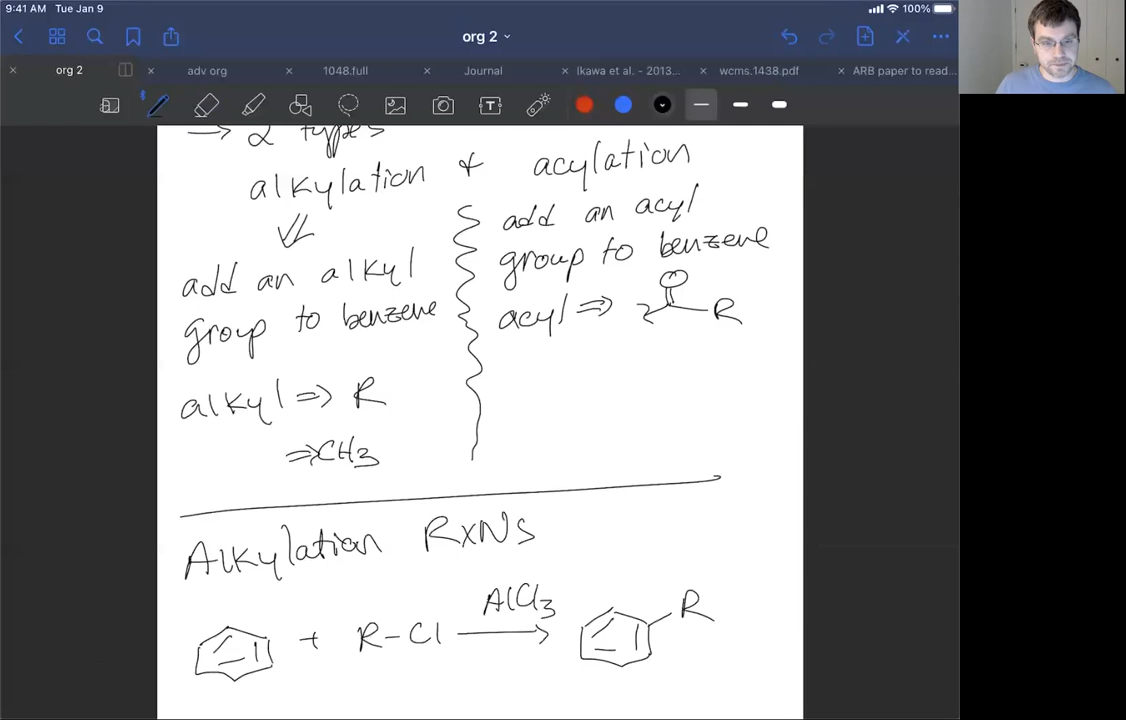 9:41 AM Tue Jan 9
100%
org 2
org 2
adv org
1048.full
Journal
Ikawa et al. - 2013...
wcms.1438.pdf
ARB paper to read...
T
→ 2 types
alkylation & acylation
⇓
add an alkyl
group to benzene
alkyl ⇒ R
⇒ CH3
add an acyl
group to benzene
acyl ⇒ O R
Alkylation RxNs
+ R-Cl AlCl3 → R